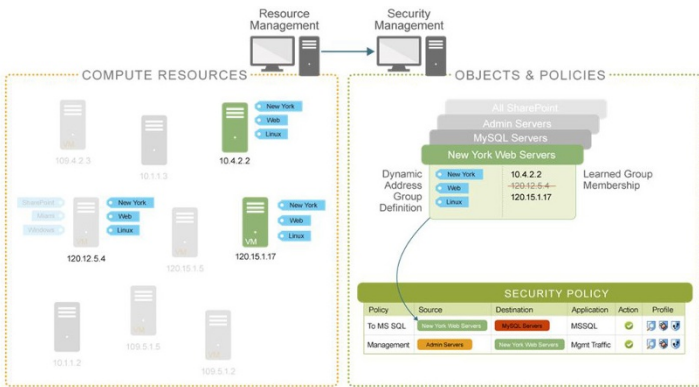 Resource
Management
Security
Management
COMPUTE RESOURCES
109.4.2.3
VM
10.1.1.3
10.4.2.2
New York
Web
Linux
SharePoint
Miami
Windows
VM
New York
Web
Linux
120.12.5.4
120.15.1.5
VM
New York
Web
Linux
120.15.1.17
10.1.1.2
109.5.1.5
VM
109.5.1.2
OBJECTS & POLICIES
All SharePoint
Admin Servers
MySQL Servers
New York Web Servers
Dynamic
Address
Group
Definition
New York
Web
Linux
10.4.2.2
120.12.5.4
120.15.1.17
Learned Group
Membership
SECURITY POLICY
Policy Source Destination Application Action Profile
To MS SQL New York Web Servers MySQL Servers MSSQL
Management Admin Servers New York Web Servers Mgmt Traffic